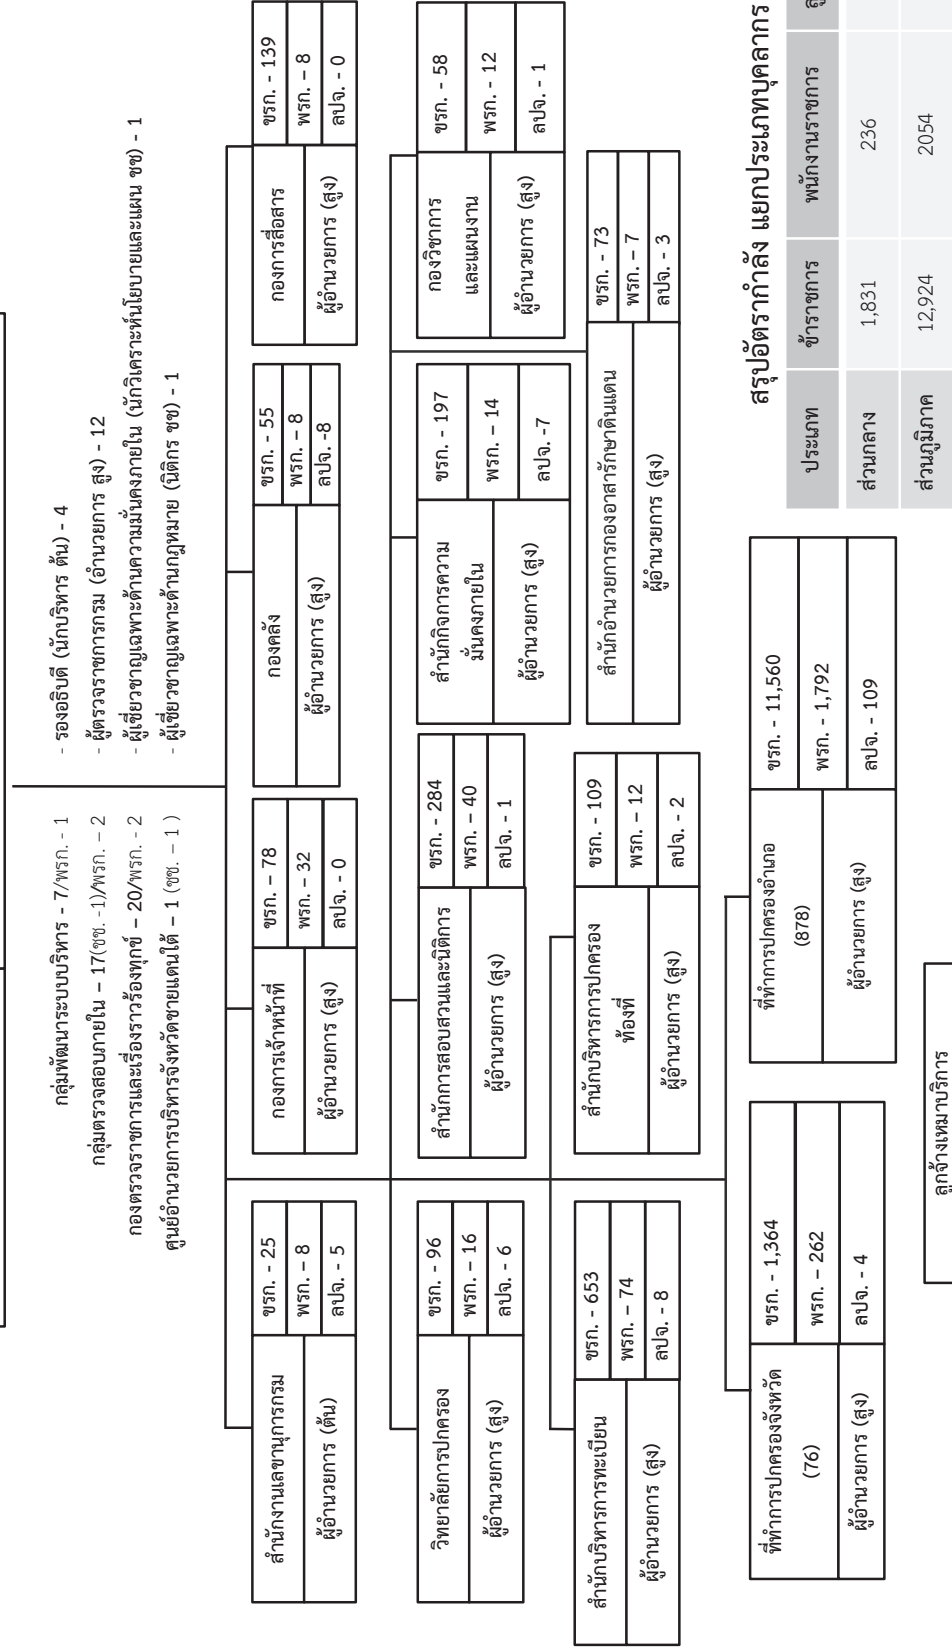 กลุ่มพัฒนาระบบบริหาร - 7/พรก. - 1
กลุ่มตรวจสอบภายใน – 17(ชช. -1)/พรก. – 2
กองตรวจราชการและเรื่องราวร้องทุกข์ – 20/พรก. - 2
ศูนย์อำนวยการบริหารจังหวัดชายแดนใต้ – 1 (ชช. – 1 )
- รองอธิบดี (นักบริหาร ต้น) - 4
- ผู้ตรวจราชการกรม (อำนวยการ สูง) - 12
- ผู้เชี่ยวชาญเฉพาะด้านความมั่นคงภายใน (นักวิเคราะห์นโยบายและแผน ชช) - 1
- ผู้เชี่ยวชาญเฉพาะด้านกฎหมาย (นิติกร ชช) - 1
สำนักงานเลขานุการกรม
ผู้อำนวยการ (ต้น)
ขรก. - 25
พรก. – 8
ลปจ. - 5
กองการเจ้าหน้าที่
ผู้อำนวยการ (สูง)
ขรก. – 78
พรก. – 32
ลปจ. - 0
กองคลัง
ผู้อำนวยการ (สูง)
ขรก. - 55
พรก. – 8
ลปจ. -8
กองการสื่อสาร
ผู้อำนวยการ (สูง)
ขรก. - 139
พรก. – 8
ลปจ. - 0
วิทยาลัยการปกครอง
ผู้อำนวยการ (สูง)
ขรก. - 96
พรก. – 16
ลปจ. - 6
สำนักการสอบสวนและนิติการ
ผู้อำนวยการ (สูง)
ขรก. - 284
พรก. – 40
ลปจ. - 1
สำนักกิจการความ
มั่นคงภายใน
ผู้อำนวยการ (สูง)
ขรก. - 197
พรก. – 14
ลปจ. -7
กองวิชาการ
และแผนงาน
ผู้อำนวยการ (สูง)
ขรก. - 58
พรก. - 12
ลปจ. - 1
สำนักบริหารการทะเบียน
ผู้อำนวยการ (สูง)
ขรก. - 653
พรก. – 74
ลปจ. - 8
สำนักบริหารการปกครอง
ท้องที่
ผู้อำนวยการ (สูง)
ขรก. - 109
พรก. – 12
ลปจ. - 2
สำนักอำนวยการกองอาสารักษาดินแดน
ผู้อำนวยการ (สูง)
ขรก. - 73
พรก. – 7
ลปจ. – 3
ที่ทำการปกครองจังหวัด
(76)
ผู้อำนวยการ (สูง)
ขรก. - 1,364
พรก. – 262
ลปจ. - 4
ที่ทำการปกครองอำเภอ
(878)
ผู้อำนวยการ (สูง)
ขรก. - 11,560
พรก. - 1,792
ลปจ. - 109
สรุปอัตรากำลัง แยกประเภทบุคลากร
ประเภท ข้าราชการ พนักงานราชการ
ส่วนกลาง 1,831 236
ส่วนภูมิภาค 12,924 2054
ลูกจ้างเหมาบริการ